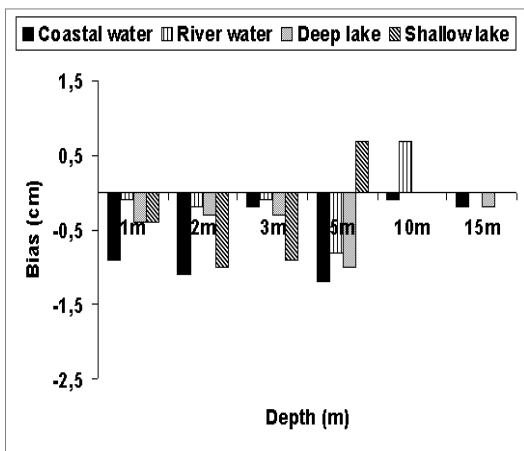 Coastal water River water Deep lake Shallow lake
1,5
0,5
-0,5
-1,5
-2,5
Bias (cm)
1m 2m 3m 5m 10m 15m
Depth (m)